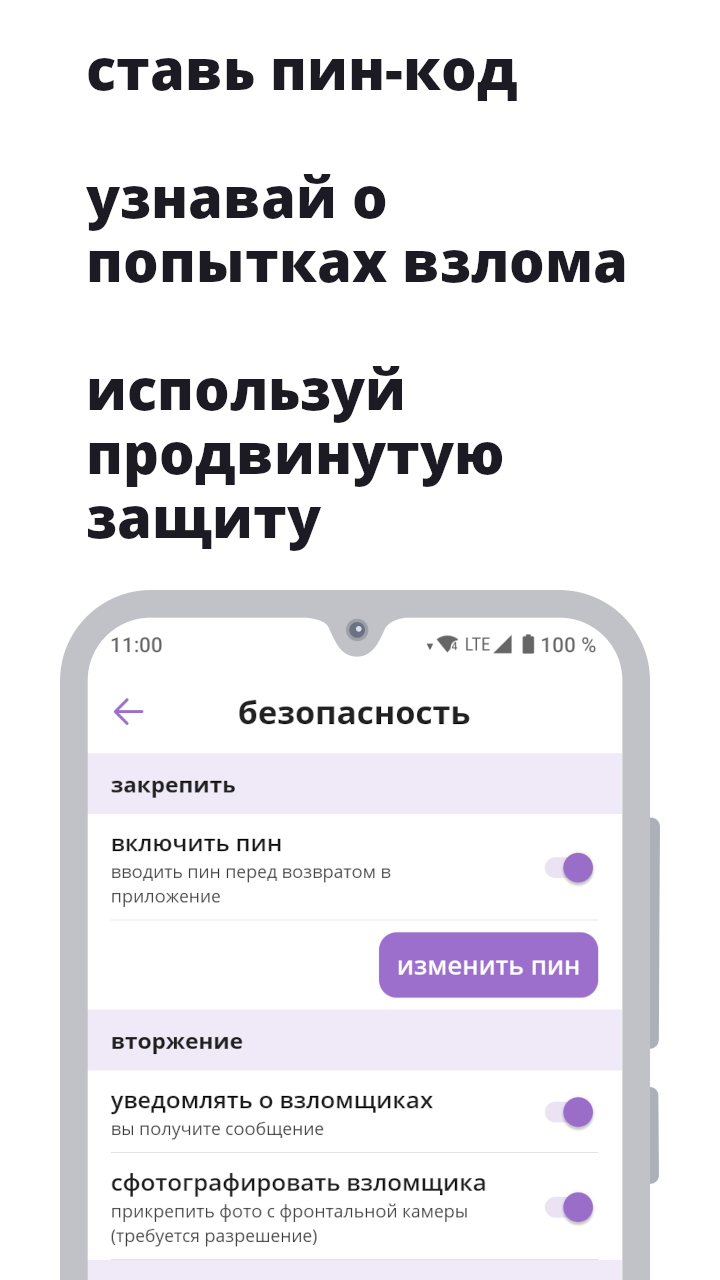 ставь пин-код
узнавай о
попытках взлома
используй
продвинутую
защиту
11:00
4 LTE 100 %
безопасность
закрепить
включить пин
вводить пин перед возвратом в
приложение
изменить пин
вторжение
уведомлять о взломщиках
вы получите сообщение
сфотографировать взломщика
прикрепить фото с фронтальной камеры
(требуется разрешение)